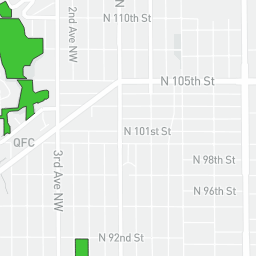 N 110th St
2nd Ave NW
N 105th St
N 101st St
QFC
3rd Ave NW
N 98th St
N 96th St
N 92nd St